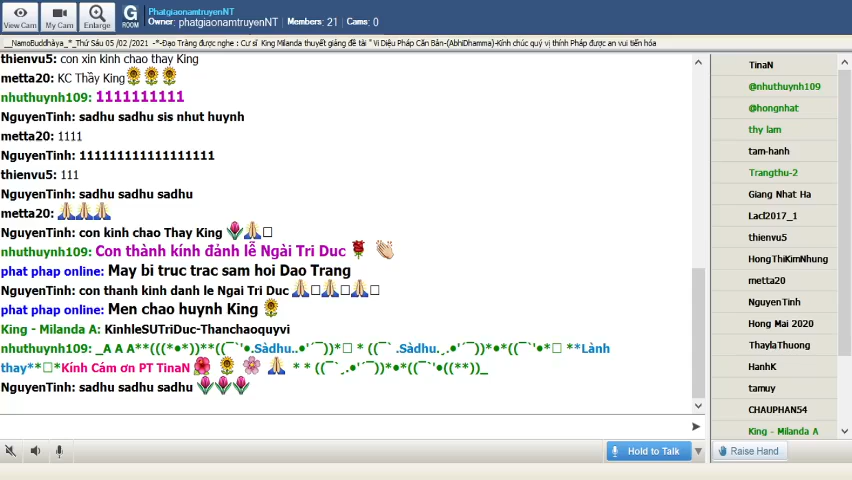 View Cam
My Cam
Enlarge
G
ROOM
Phatgiaonamtruyen​NT
Owner: phatgiaonamtruyenNT Members: 21 Cams: 0
__NamoBuddhàya_*_Thứ Sáu 05 /02 /2021 -*-Đạo Tràng được nghe : Cư sĩ King Milanda thuyết giảng đề tài " Vi Diệu Pháp Căn Bản-(AbhiDhamma)-Kính chúc quý vị thính Pháp được an vui tiến hóa
thienvu5: con xin kinh chao thay King
metta20: KC Thầy King🌻🌻🌻
nhuthuynh109: 1111111111
NguyenTinh: sadhu sadhu sis nhut huynh
metta20: 1111
NguyenTinh: 111111111111111111
thienvu5: 111
NguyenTinh: sadhu sadhu sadhu
metta20: 🙏🙏🙏
NguyenTinh: con kinh chao Thay King 🌷🙏□
nhuthuynh109: Con thành kính đảnh lễ Ngài Tri Duc 🌹 👏
phat phap online: May bi truc trac sam hoi Dao Trang
NguyenTinh: con thanh kinh danh le Ngai Tri Duc 🙏□🙏□🙏□
phat phap online: Men chao huynh King 🌻
King - Milanda A: KinhleSUTriDuc-Thanchaoquyvi
nhuthuynh109: _A A A**(((*•*))**((¯`'•.Sàdhu..•'´¯))*□ * ((¯` .Sàdhu.¸.•'´¯))*•*((¯`'•*□ **Lành
thay**□*Kính Cám ơn PT TinaN 🌺 🌻 🌸 🙏 * * ((¯`¸.•'´¯))*•*((¯`'•((**))_
NguyenTinh: sadhu sadhu sadhu 🌷🌷🌷
TinaN
@nhuthuynh109
@hongnhat
thy lam
tam-hanh
Trangthu-2
Giang Nhat Ha
Lacl2017_1
thienvu5
HongThiKimNhung
metta20
NguyenTinh
Hong Mai 2020
ThaylaThuong
HanhK
tamuy
CHAUPHAN54
King - Milanda A
Hold to Talk
Raise Hand